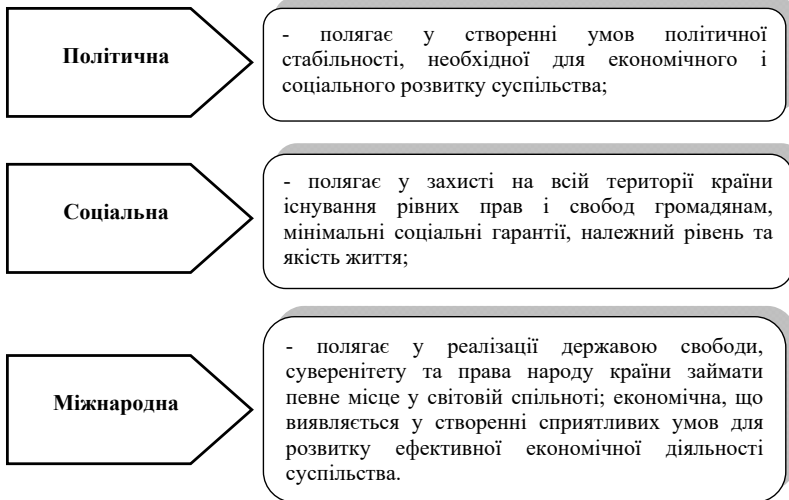 Політична
- полягає у створенні умов політичної
стабільності, необхідної для економічного і
соціального розвитку суспільства;
Соціальна
- полягає у захисті на всій території країни
існування рівних прав і свобод громадянам,
мінімальні соціальні гарантії, належний рівень та
якість життя;
Міжнародна
- полягає у реалізації державою свободи,
суверенітету та права народу країни займати
певне місце у світовій спільноті; економічна, що
виявляється у створенні сприятливих умов для
розвитку ефективної економічної діяльності
суспільства.